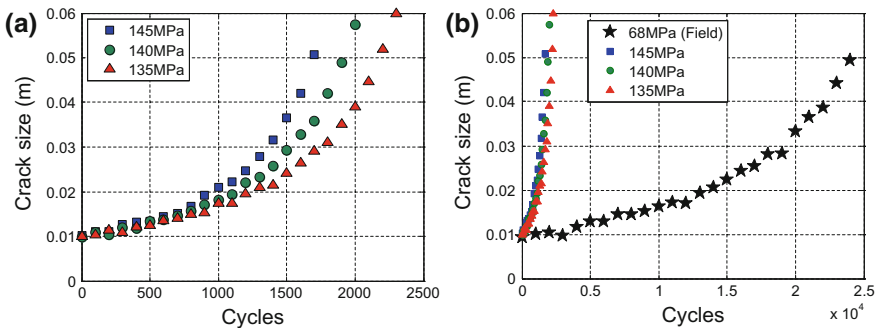 (a)
0.06
0.05
0.04
0.03
0.02
0.01
0
Crack size (m)
145MPa
140MPa
135MPa
0 500 1000 1500 2000 2500
Cycles
(b)
0.06
0.05
0.04
0.03
0.02
0.01
0
Crack size (m)
68MPa (Field)
145MPa
140MPa
135MPa
0 0.5 1 1.5 2 2.5
Cycles
x 10⁴